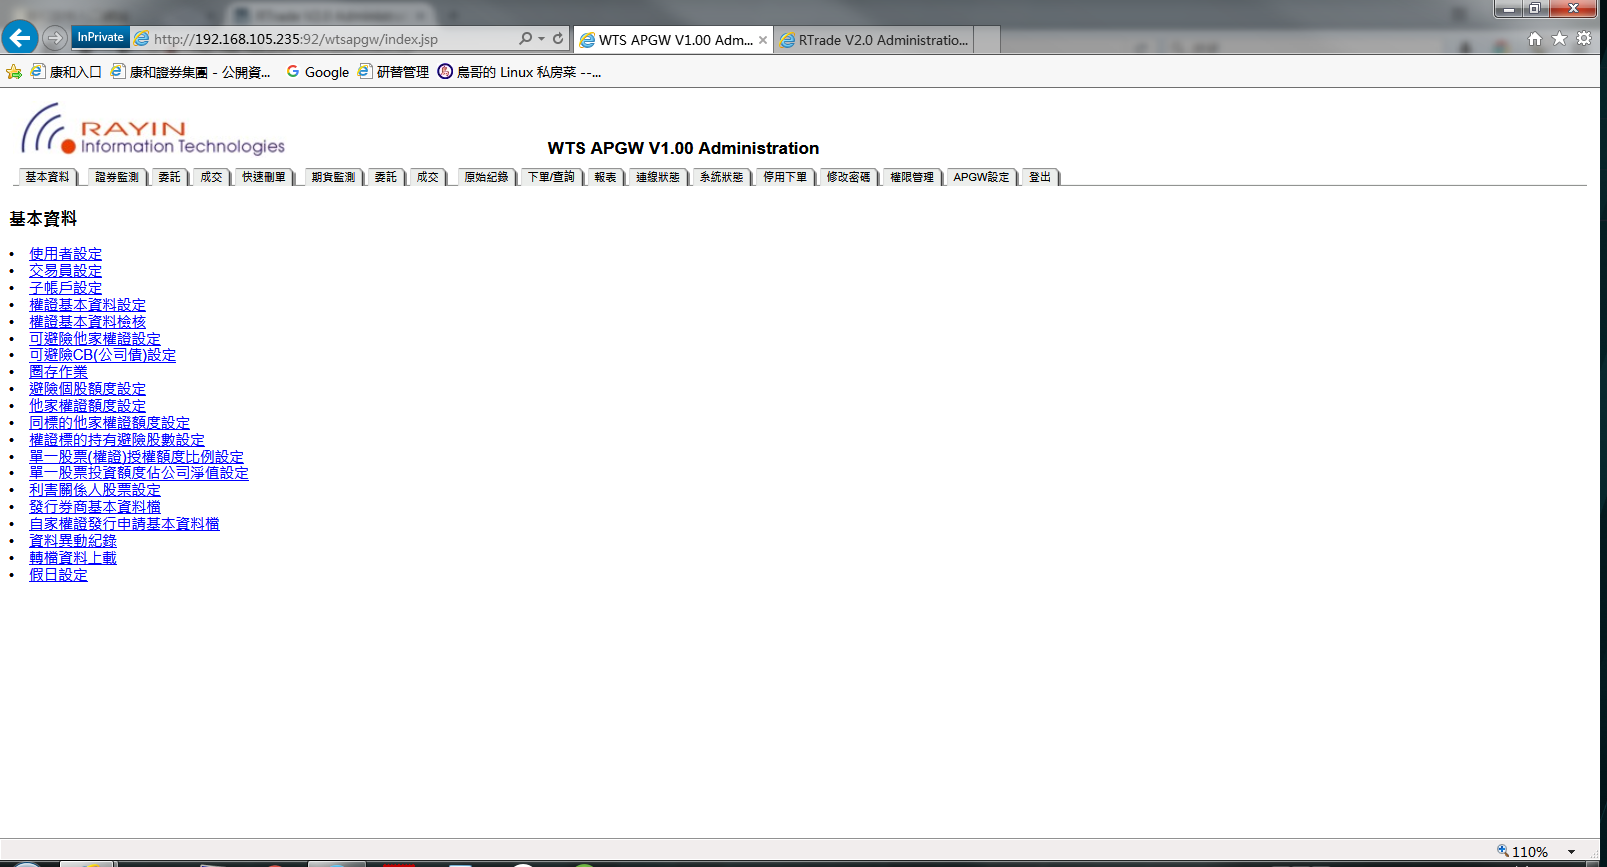 InPrivate http://192.168.105.235:92/wtsapgw/index.jsp WTS APGW V1.00 Adm... RTrade V2.0 Administratio...
康和入口 康和證券集團 - 公開資... Google 研替管理 鳥哥的 Linux 私房菜 --...
RAYIN
Information Technologies
WTS APGW V1.00 Administration
基本資料 證券監測 委託 成交 快速刪單 期貨監測 委託 成交 原始紀錄 下單/查詢 報表 連線狀態 系統狀態 停用下單 修改密碼 權限管理 APGW設定 登出
基本資料
• 使用者設定
• 交易員設定
• 子帳戶設定
• 權證基本資料設定
• 權證基本資料檢核
• 可避險他家權證設定
• 可避險CB(公司債)設定
• 圈存作業
• 避險個股額度設定
• 他家權證額度設定
• 同標的他家權證額度設定
• 權證標的持有避險股數設定
• 單一股票(權證)授權額度比例設定
• 單一股票投資額度佔公司淨值設定
• 利害關係人股票設定
• 發行券商基本資料檔
• 自家權證發行申請基本資料檔
• 資料異動紀錄
• 轉檔資料上載
• 假日設定
110%